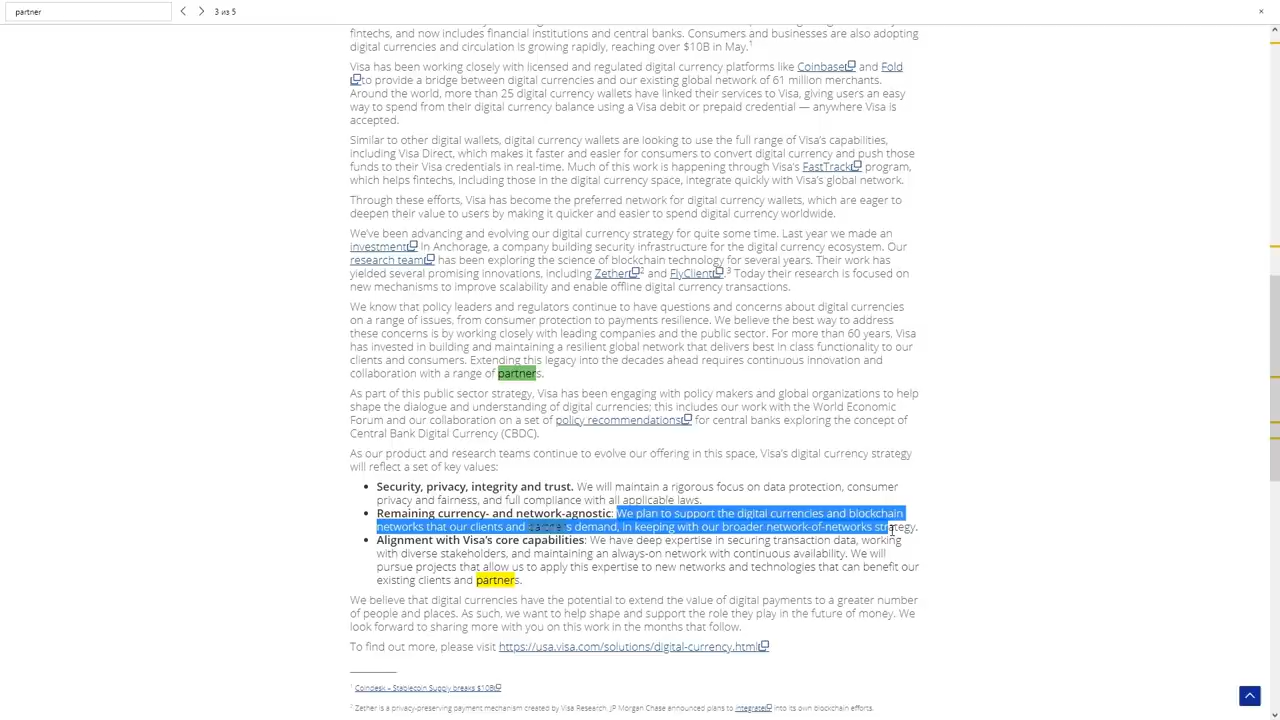 partner
3 из 5
fintechs, and now includes financial institutions and central banks. Consumers and businesses are also adopting
digital currencies and circulation is growing rapidly, reaching over $10B in May.1
Visa has been working closely with licensed and regulated digital currency platforms like Coinbase and Fold
to provide a bridge between digital currencies and our existing global network of 61 million merchants.
Around the world, more than 25 digital currency wallets have linked their services to Visa, giving users an easy
way to spend from their digital currency balance using a Visa debit or prepaid credential — anywhere Visa is
accepted.
Similar to other digital wallets, digital currency wallets are looking to use the full range of Visa's capabilities,
including Visa Direct, which makes it faster and easier for consumers to convert digital currency and push those
funds to their Visa credentials in real-time. Much of this work is happening through Visa's FastTrack program,
which helps fintechs, including those in the digital currency space, integrate quickly with Visa's global network.
Through these efforts, Visa has become the preferred network for digital currency wallets, which are eager to
deepen their value to users by making it quicker and easier to spend digital currency worldwide.
We've been advancing and evolving our digital currency strategy for quite some time. Last year we made an
investment in Anchorage, a company building security infrastructure for the digital currency ecosystem. Our
research team has been exploring the science of blockchain technology for several years. Their work has
yielded several promising innovations, including Zether2 and FlyClient.3 Today their research is focused on
new mechanisms to improve scalability and enable offline digital currency transactions.
We know that policy leaders and regulators continue to have questions and concerns about digital currencies
on a range of issues, from consumer protection to payments resilience. We believe the best way to address
these concerns is by working closely with leading companies and the public sector. For more than 60 years, Visa
has invested in building and maintaining a resilient global network that delivers best in class functionality to our
clients and consumers. Extending this legacy into the decades ahead requires continuous innovation and
collaboration with a range of partners.
As part of this public sector strategy, Visa has been engaging with policy makers and global organizations to help
shape the dialogue and understanding of digital currencies; this includes our work with the World Economic
Forum and our collaboration on a set of policy recommendations for central banks exploring the concept of
Central Bank Digital Currency (CBDC).
As our product and research teams continue to evolve our offering in this space, Visa's digital currency strategy
will reflect a set of key values:
• Security, privacy, integrity and trust. We will maintain a rigorous focus on data protection, consumer
privacy and fairness, and full compliance with all applicable laws.
• Remaining currency- and network-agnostic: We plan to support the digital currencies and blockchain
networks that our clients and partners demand, in keeping with our broader network-of-networks strategy.
• Alignment with Visa's core capabilities: We have deep expertise in securing transaction data, working
with diverse stakeholders, and maintaining an always-on network with continuous availability. We will
pursue projects that allow us to apply this expertise to new networks and technologies that can benefit our
existing clients and partners.
We believe that digital currencies have the potential to extend the value of digital payments to a greater number
of people and places. As such, we want to help shape and support the role they play in the future of money. We
look forward to sharing more with you on this work in the months that follow.
To find out more, please visit https://usa.visa.com/solutions/digital-currency.html
1 Coindesk – Stablecoin Supply breaks $10B
2 Zether is a privacy-preserving payment mechanism created by Visa Research. JP Morgan Chase announced plans to integrate into its own blockchain efforts.